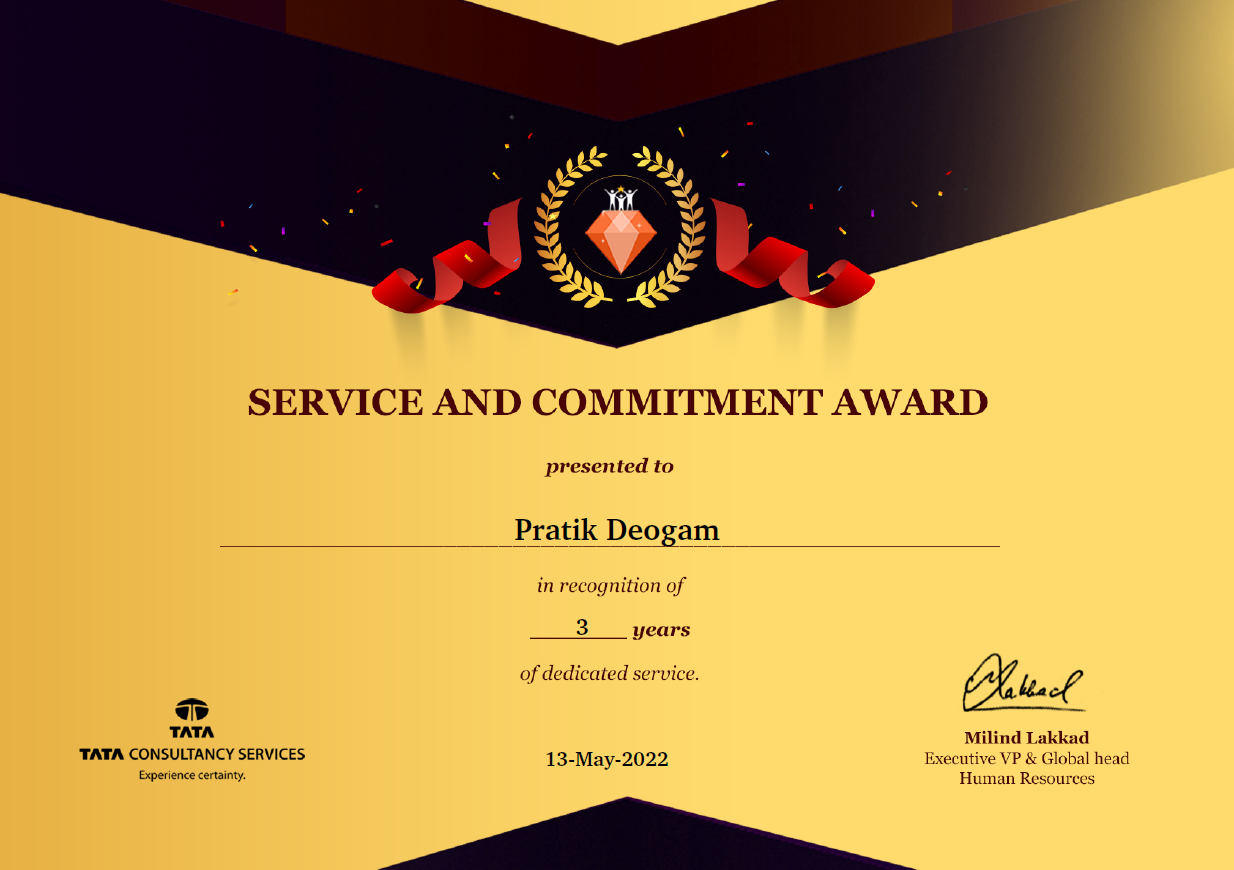 SERVICE AND COMMITMENT AWARD
presented to
Pratik Deogam
in recognition of
3 years
of dedicated service.
TATA
TATA CONSULTANCY SERVICES
Experience certainty.
13-May-2022
Lakkad
Milind Lakkad
Executive VP & Global head
Human Resources